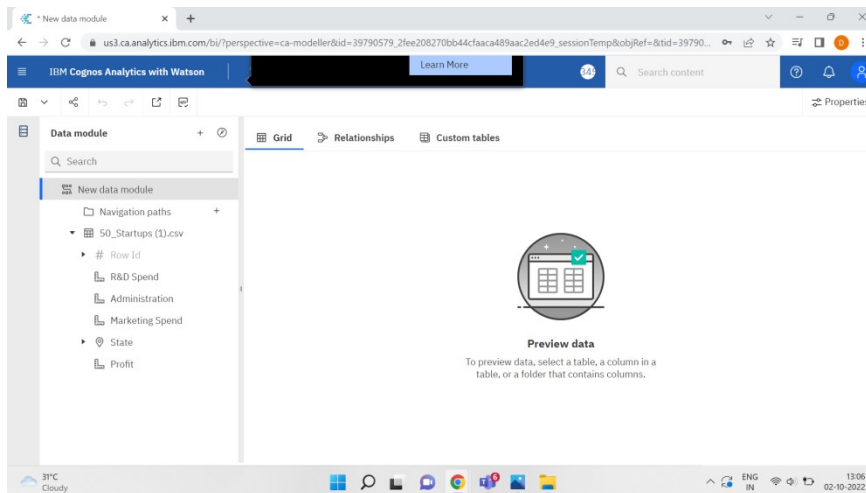 * New data module
us3.ca.analytics.ibm.com/bi/?perspective=ca-modeller&id=39790579_2fee208270bb44cfaaca489aac2ed4e9_sessionTemp&objRef=&tid=39790...
IBM Cognos Analytics with Watson
Learn More
Search content
Properties
Data module
Grid
Relationships
Custom tables
Search
New data module
Navigation paths
50_Startups (1).csv
# Row Id
R&D Spend
Administration
Marketing Spend
State
Profit
Preview data
To preview data, select a table, a column in a
table, or a folder that contains columns.
31°C
Cloudy
6
ENG
IN
13:06
02-10-2022